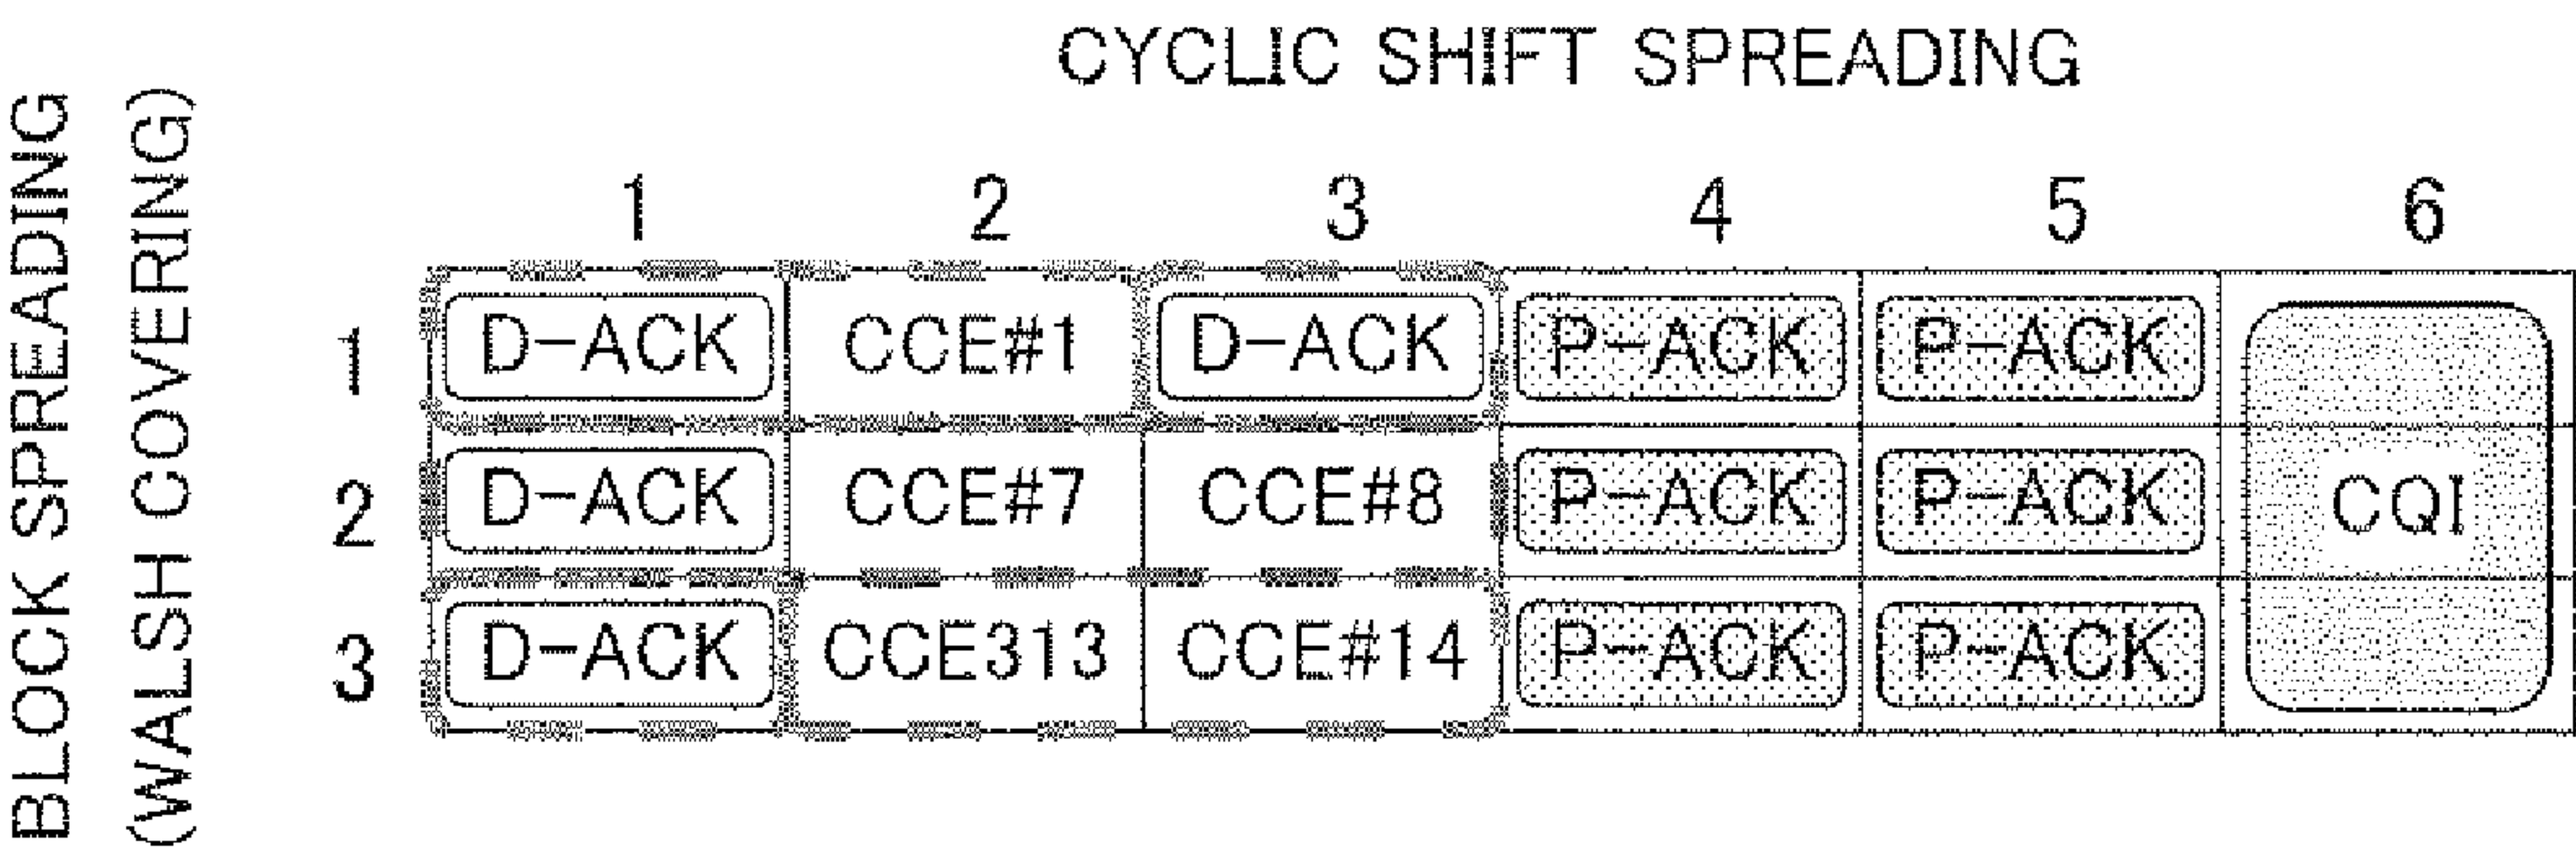 CYCLIC SHIFT SPREADING
BLOCK SPREADING
(WALSH COVERING)
1 2 3 4 5 6
1 D-ACK CCE#1 D-ACK P-ACK P-ACK
2 D-ACK CCE#7 CCE#8 P-ACK P-ACK CQI
3 D-ACK CCE313 CCE#14 P-ACK P-ACK